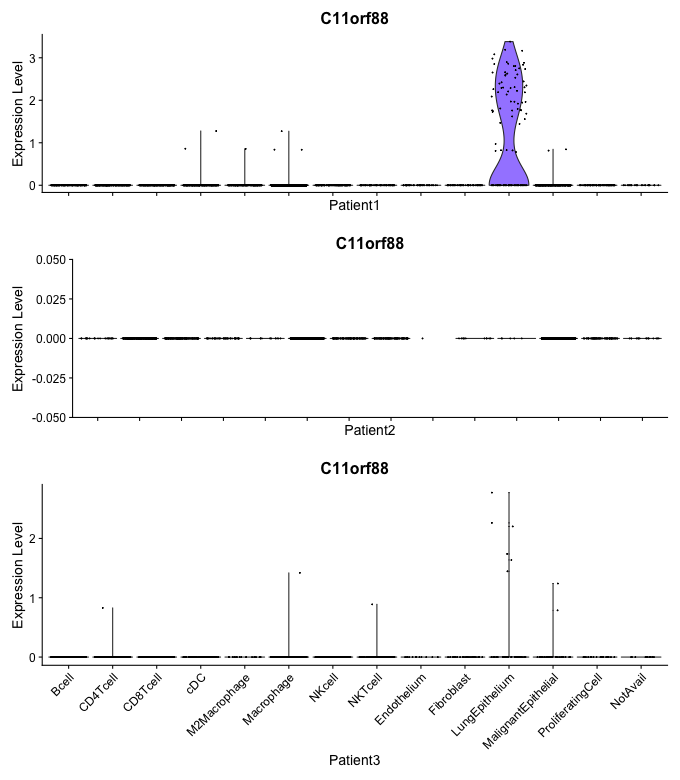 C11orf88
Expression Level
3
2
1
0
Patient1
C11orf88
Expression Level
0.050
0.025
0.000
-0.025
-0.050
Patient2
C11orf88
Expression Level
2
1
0
Bcell
CD4Tcell
CD8Tcell
cDC
M2Macrophage
Macrophage
NKcell
NKTcell
Endothelium
Fibroblast
LungEpithelium
MalignantEpithelial
ProliferatingCell
NotAvail
Patient3